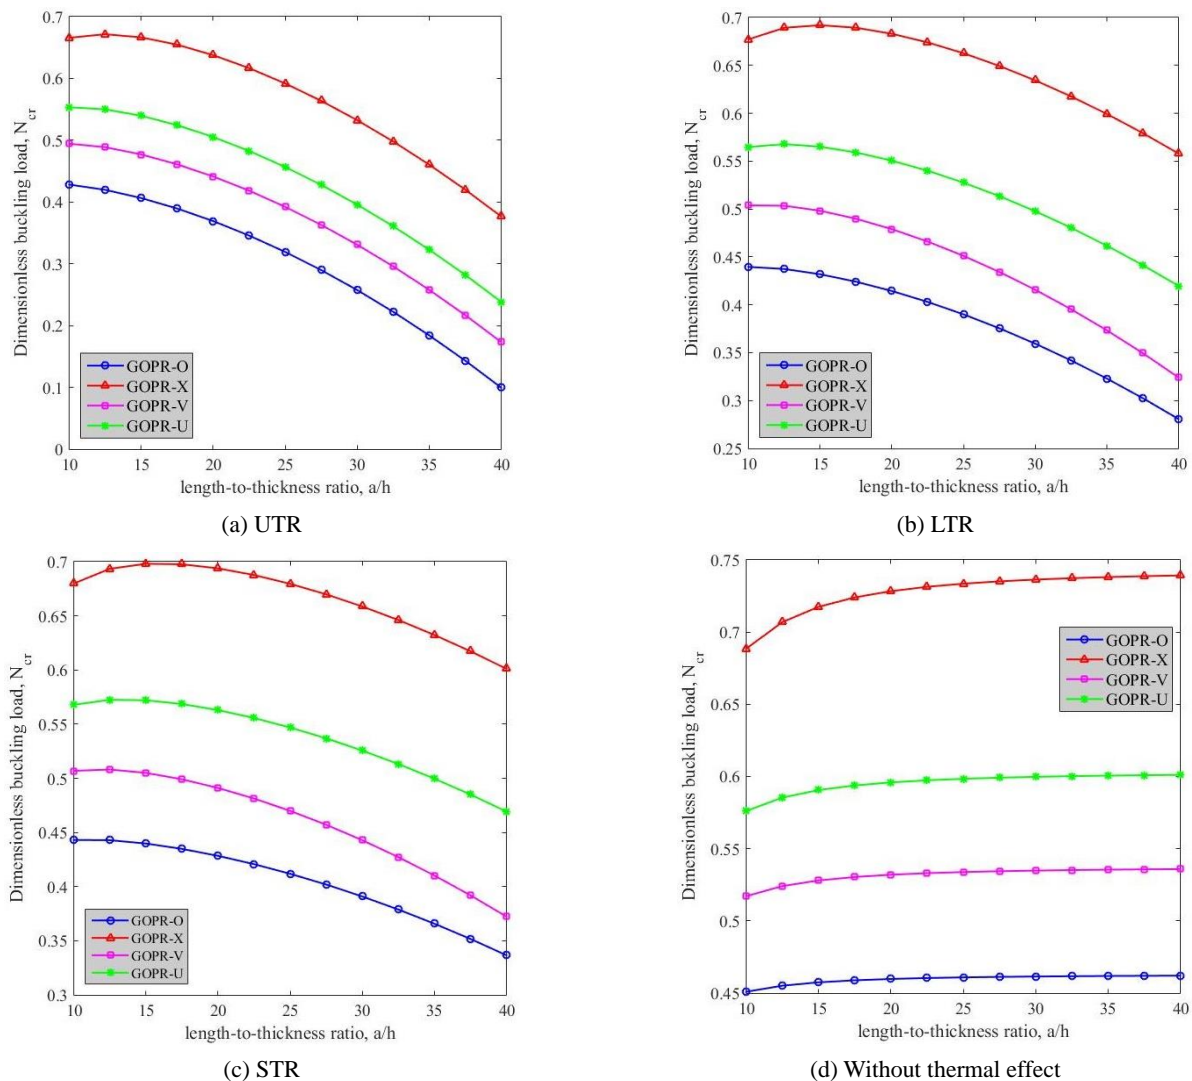 Dimensionless buckling load, N_cr
0.7
0.6
0.5
0.4
0.3
0.2
0.1
0
GOPR-O
GOPR-X
GOPR-V
GOPR-U
10 15 20 25 30 35 40
length-to-thickness ratio, a/h
(a) UTR
Dimensionless buckling load, N_cr
0.7
0.65
0.6
0.55
0.5
0.45
0.4
0.35
0.3
0.25
GOPR-O
GOPR-X
GOPR-V
GOPR-U
10 15 20 25 30 35 40
length-to-thickness ratio, a/h
(b) LTR
Dimensionless buckling load, N_cr
0.7
0.65
0.6
0.55
0.5
0.45
0.4
0.35
0.3
GOPR-O
GOPR-X
GOPR-V
GOPR-U
10 15 20 25 30 35 40
length-to-thickness ratio, a/h
(c) STR
Dimensionless buckling load, N_cr
0.75
0.7
0.65
0.6
0.55
0.5
0.45
GOPR-O
GOPR-X
GOPR-V
GOPR-U
10 15 20 25 30 35 40
length-to-thickness ratio, a/h
(d) Without thermal effect